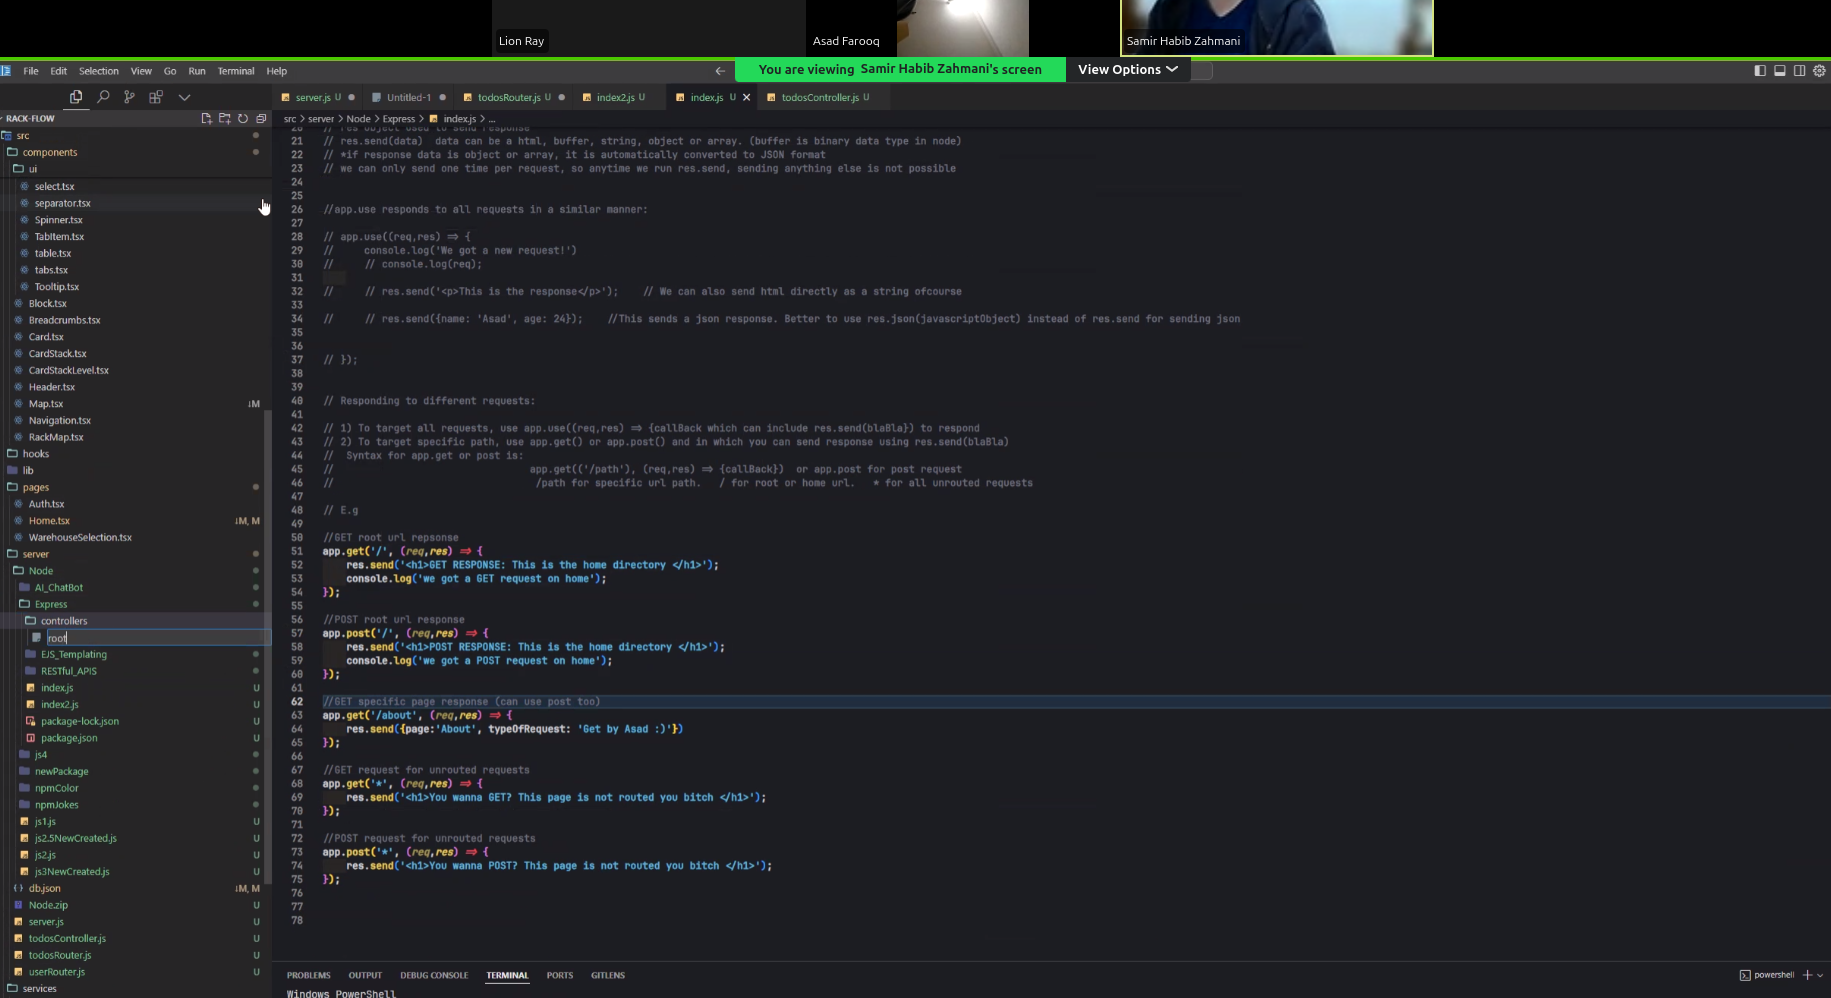 Lion Ray
Asad Farooq
Samir Habib Zahmani
You are viewing Samir Habib Zahmani's screen
View Options
File Edit Selection View Go Run Terminal Help
server.js U
Untitled-1
todosRouter.js U
index2.js U
index.js U
todosController.js U
src > server > Node > Express > index.js > ...
RACK-FLOW
src
components
ui
select.tsx
separator.tsx
Spinner.tsx
TabItem.tsx
table.tsx
tabs.tsx
Tooltip.tsx
Block.tsx
Breadcrumbs.tsx
Card.tsx
CardStack.tsx
CardStackLevel.tsx
Header.tsx
Map.tsx ↓M
Navigation.tsx
RackMap.tsx
hooks
lib
pages
Auth.tsx
Home.tsx ↓M, M
WarehouseSelection.tsx
server
Node
AI_ChatBot
Express
controllers
root
EJS_Templating
RESTful_APIS
index.js U
index2.js U
package-lock.json U
package.json U
js4
newPackage
npmColor
npmJokes
js1.js U
js2.5NewCreated.js U
js2.js U
js3NewCreated.js U
db.json ↓M, M
Node.zip U
server.js U
todosController.js U
todosRouter.js U
userRouter.js U
services
20 // res object used to send response
21 // res.send(data) data can be a html, buffer, string, object or array. (buffer is binary data type in node)
22 // *if response data is object or array, it is automatically converted to JSON format
23 // we can only send one time per request, so anytime we run res.send, sending anything else is not possible
24
25
26 //app.use responds to all requests in a similar manner:
27
28 // app.use((req,res) => {
29 // console.log('We got a new request!')
30 // // console.log(req);
31
32 // // res.send('<p>This is the response</p>'); // We can also send html directly as a string ofcourse
33
34 // // res.send({name: 'Asad', age: 24}); //This sends a json response. Better to use res.json(javascriptObject) instead of res.send for sending json
35
36
37 // });
38
39
40 // Responding to different requests:
41
42 // 1) To target all requests, use app.use((req,res) => {callBack which can include res.send(blaBla}) to respond
43 // 2) To target specific path, use app.get() or app.post() and in which you can send response using res.send(blaBla)
44 // Syntax for app.get or post is:
45 // app.get(('/path'), (req,res) => {callBack}) or app.post for post request
46 // /path for specific url path. / for root or home url. * for all unrouted requests
47
48 // E.g
49
50 //GET root url repsonse
51 app.get('/', (req,res) => {
52 res.send('<h1>GET RESPONSE: This is the home directory </h1>');
53 console.log('we got a GET request on home');
54 });
55
56 //POST root url response
57 app.post('/', (req,res) => {
58 res.send('<h1>POST RESPONSE: This is the home directory </h1>');
59 console.log('we got a POST request on home');
60 });
61
62 //GET specific page response (can use post too)
63 app.get('/about', (req,res) => {
64 res.send({page:'About', typeOfRequest: 'Get by Asad :)'})
65 });
66
67 //GET request for unrouted requests
68 app.get('*', (req,res) => {
69 res.send('<h1>You wanna GET? This page is not routed you bitch </h1>');
70 });
71
72 //POST request for unrouted requests
73 app.post('*', (req,res) => {
74 res.send('<h1>You wanna POST? This page is not routed you bitch </h1>');
75 });
76
77
78
PROBLEMS OUTPUT DEBUG CONSOLE TERMINAL PORTS GITLENS
powershell
Windows PowerShell